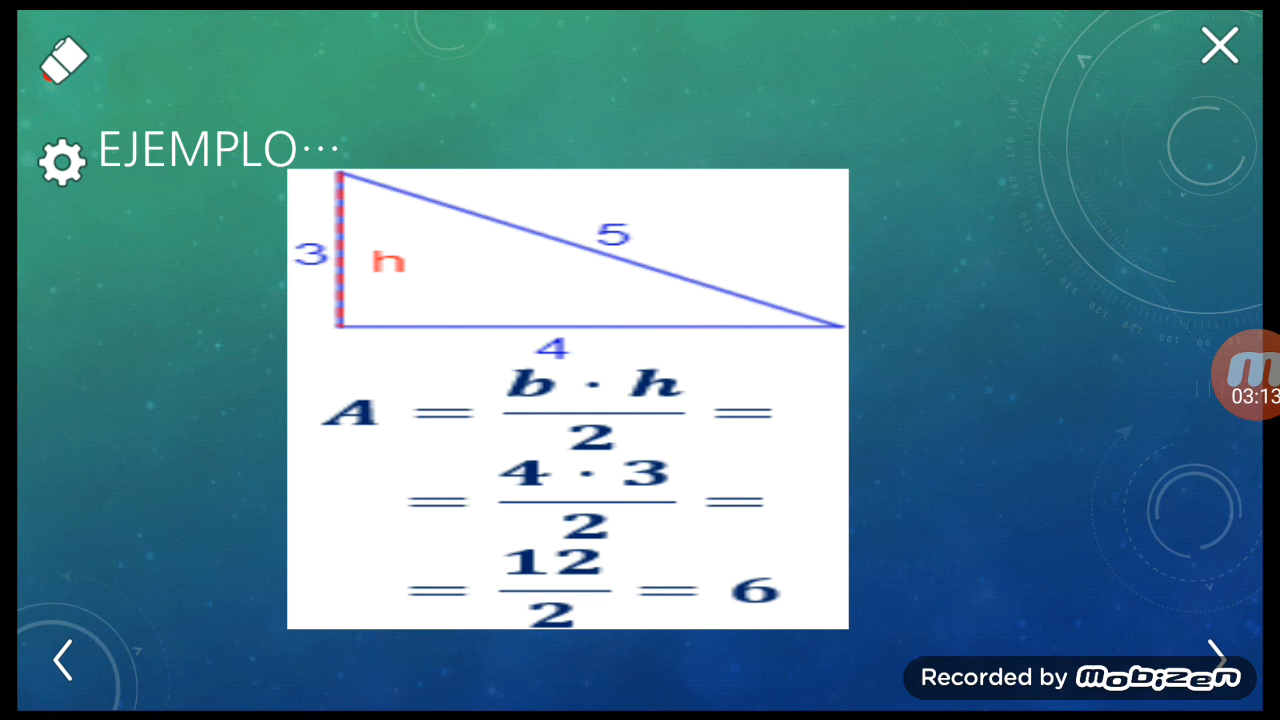 EJEMPLO...
3
h
5
4
A = b · h / 2 =
= 4 · 3 / 2 =
= 12 / 2 = 6
03:13
Recorded by mobizen